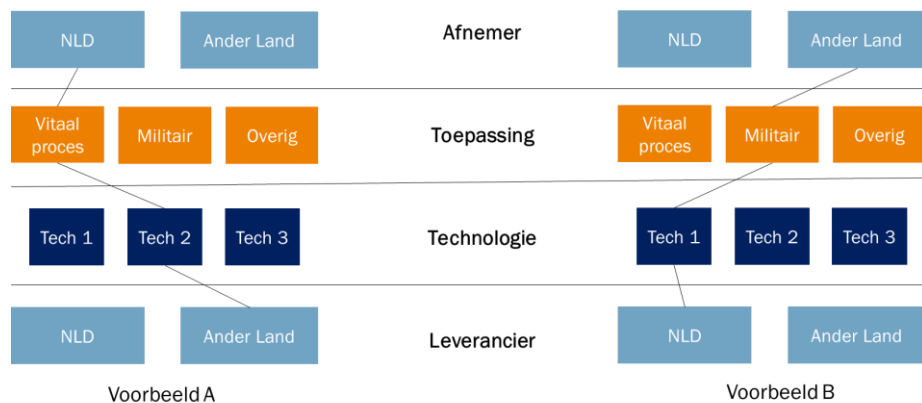 NLD Ander Land Afnemer NLD Ander Land
Vitaal
proces Militair Overig Toepassing Vitaal
proces Militair Overig
Tech 1 Tech 2 Tech 3 Technologie Tech 1 Tech 2 Tech 3
NLD Ander Land Leverancier NLD Ander Land
Voorbeeld A Voorbeeld B